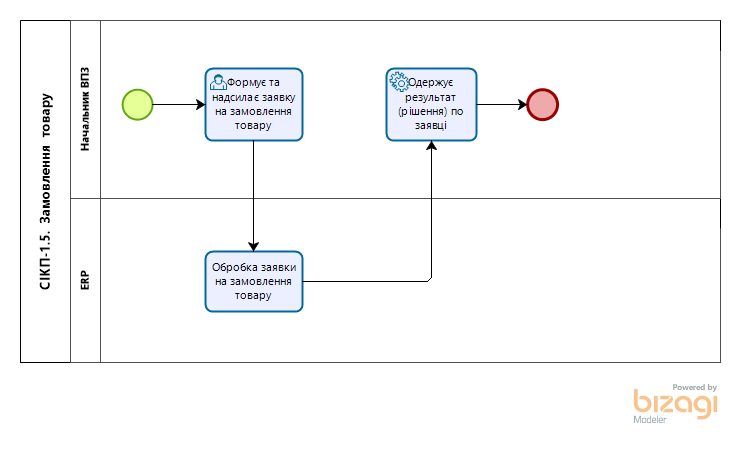 СІКП-1.5. Замовлення товару
Начальник ВПЗ
Формує та
надсилає заявку
на замовлення
товару
Одержує
результат
(рішення) по
заявці
ERP
Обробка заявки
на замовлення
товару
Powered by
bizagi
Modeler